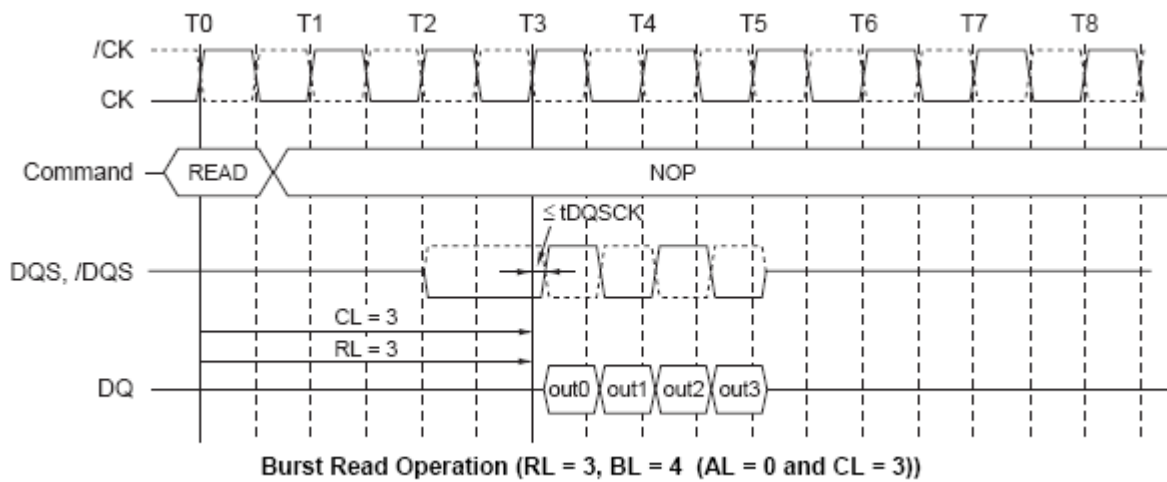 T0 T1 T2 T3 T4 T5 T6 T7 T8
/CK
CK
Command READ NOP
≤ tDQSCK
DQS, /DQS
CL = 3
RL = 3
DQ out0 out1 out2 out3
Burst Read Operation (RL = 3, BL = 4 (AL = 0 and CL = 3))